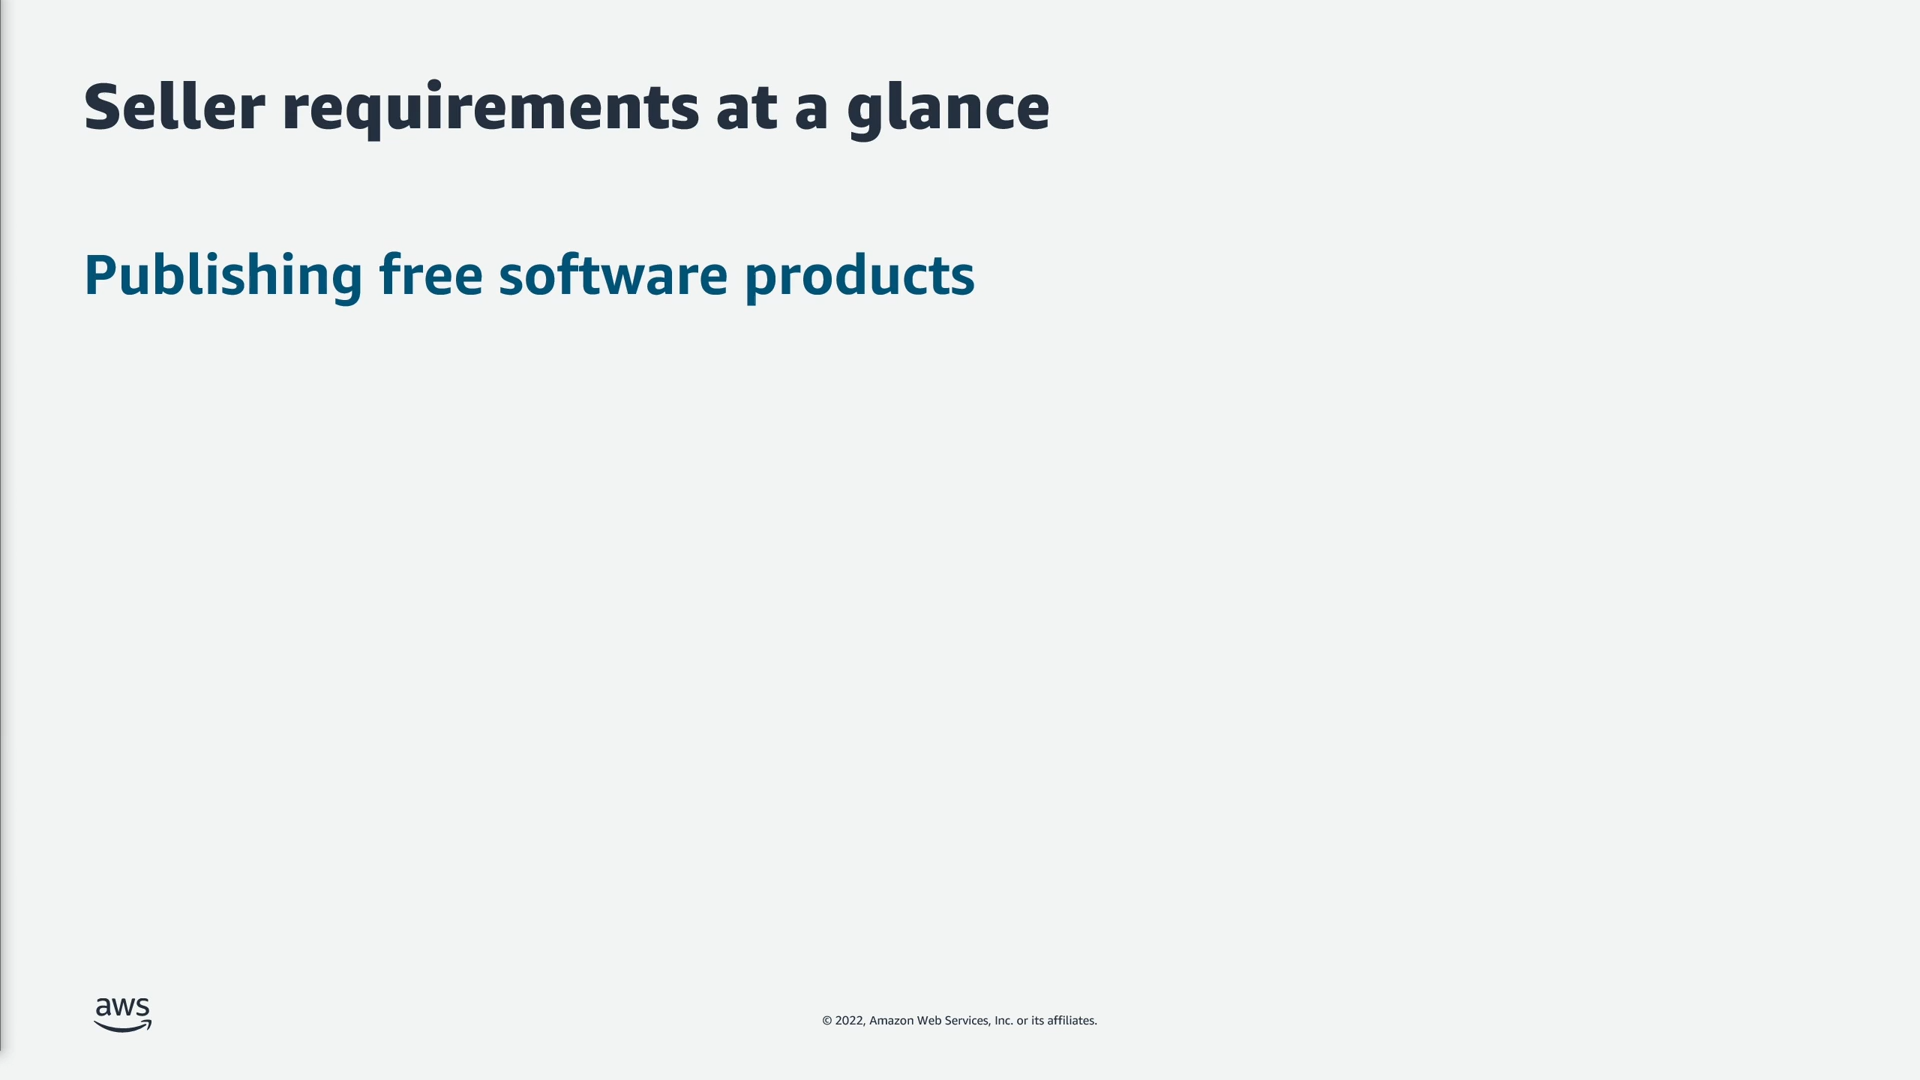 Seller requirements at a glance
Publishing free software products
aws
© 2022, Amazon Web Services, Inc. or its affiliates.